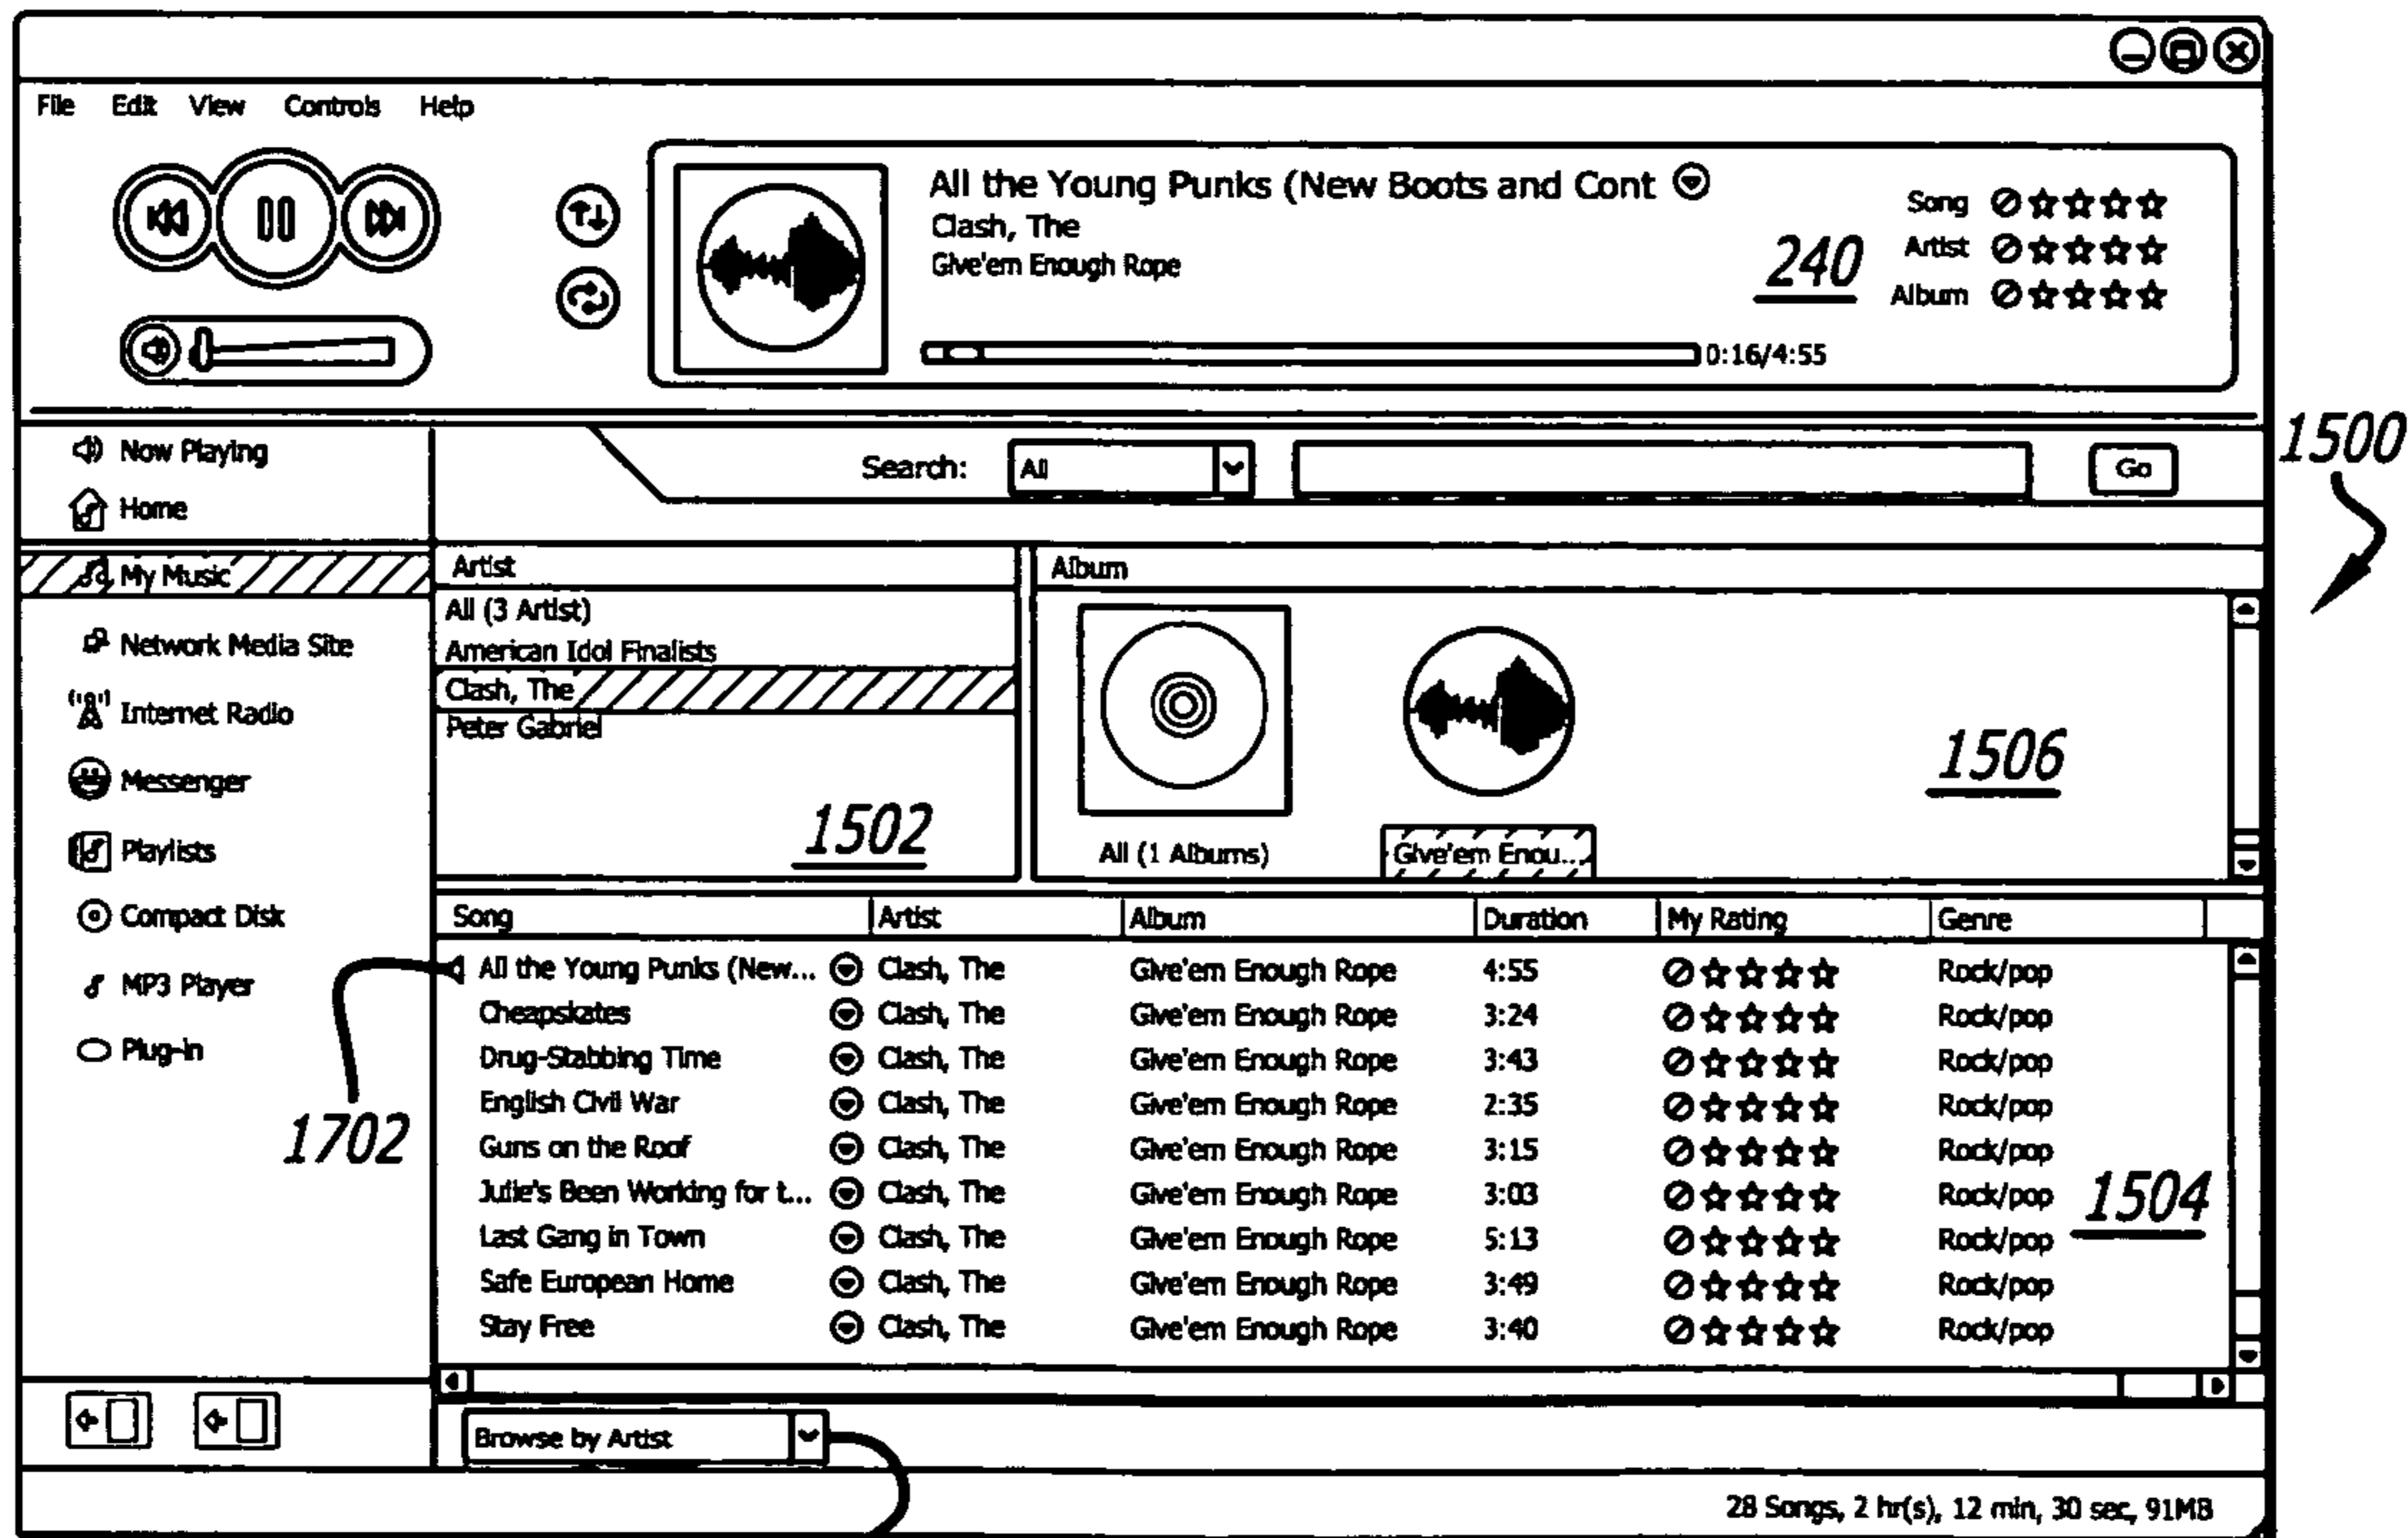 File Edit View Controls Help
All the Young Punks (New Boots and Cont
Clash, The
Give'em Enough Rope
240
Song
Artist
Album
0:16/4:55
1500
Now Playing
Home
Search: All Go
My Music
Network Media Site
Internet Radio
Messenger
Playlists
Compact Disk
MP3 Player
Plug-in
1702
Artist
All (3 Artist)
American Idol Finalists
Clash, The
Peter Gabriel
1502
Album
All (1 Albums)
Give'em Enou...
1506
Song Artist Album Duration My Rating Genre
All the Young Punks (New... Clash, The Give'em Enough Rope 4:55 Rock/pop
Cheapskates Clash, The Give'em Enough Rope 3:24 Rock/pop
Drug-Stabbing Time Clash, The Give'em Enough Rope 3:43 Rock/pop
English Civil War Clash, The Give'em Enough Rope 2:35 Rock/pop
Guns on the Roof Clash, The Give'em Enough Rope 3:15 Rock/pop
Julie's Been Working for t... Clash, The Give'em Enough Rope 3:03 Rock/pop
Last Gang in Town Clash, The Give'em Enough Rope 5:13 Rock/pop
Safe European Home Clash, The Give'em Enough Rope 3:49 Rock/pop
Stay Free Clash, The Give'em Enough Rope 3:40 Rock/pop
1504
Browse by Artist
28 Songs, 2 hr(s), 12 min, 30 sec, 91MB